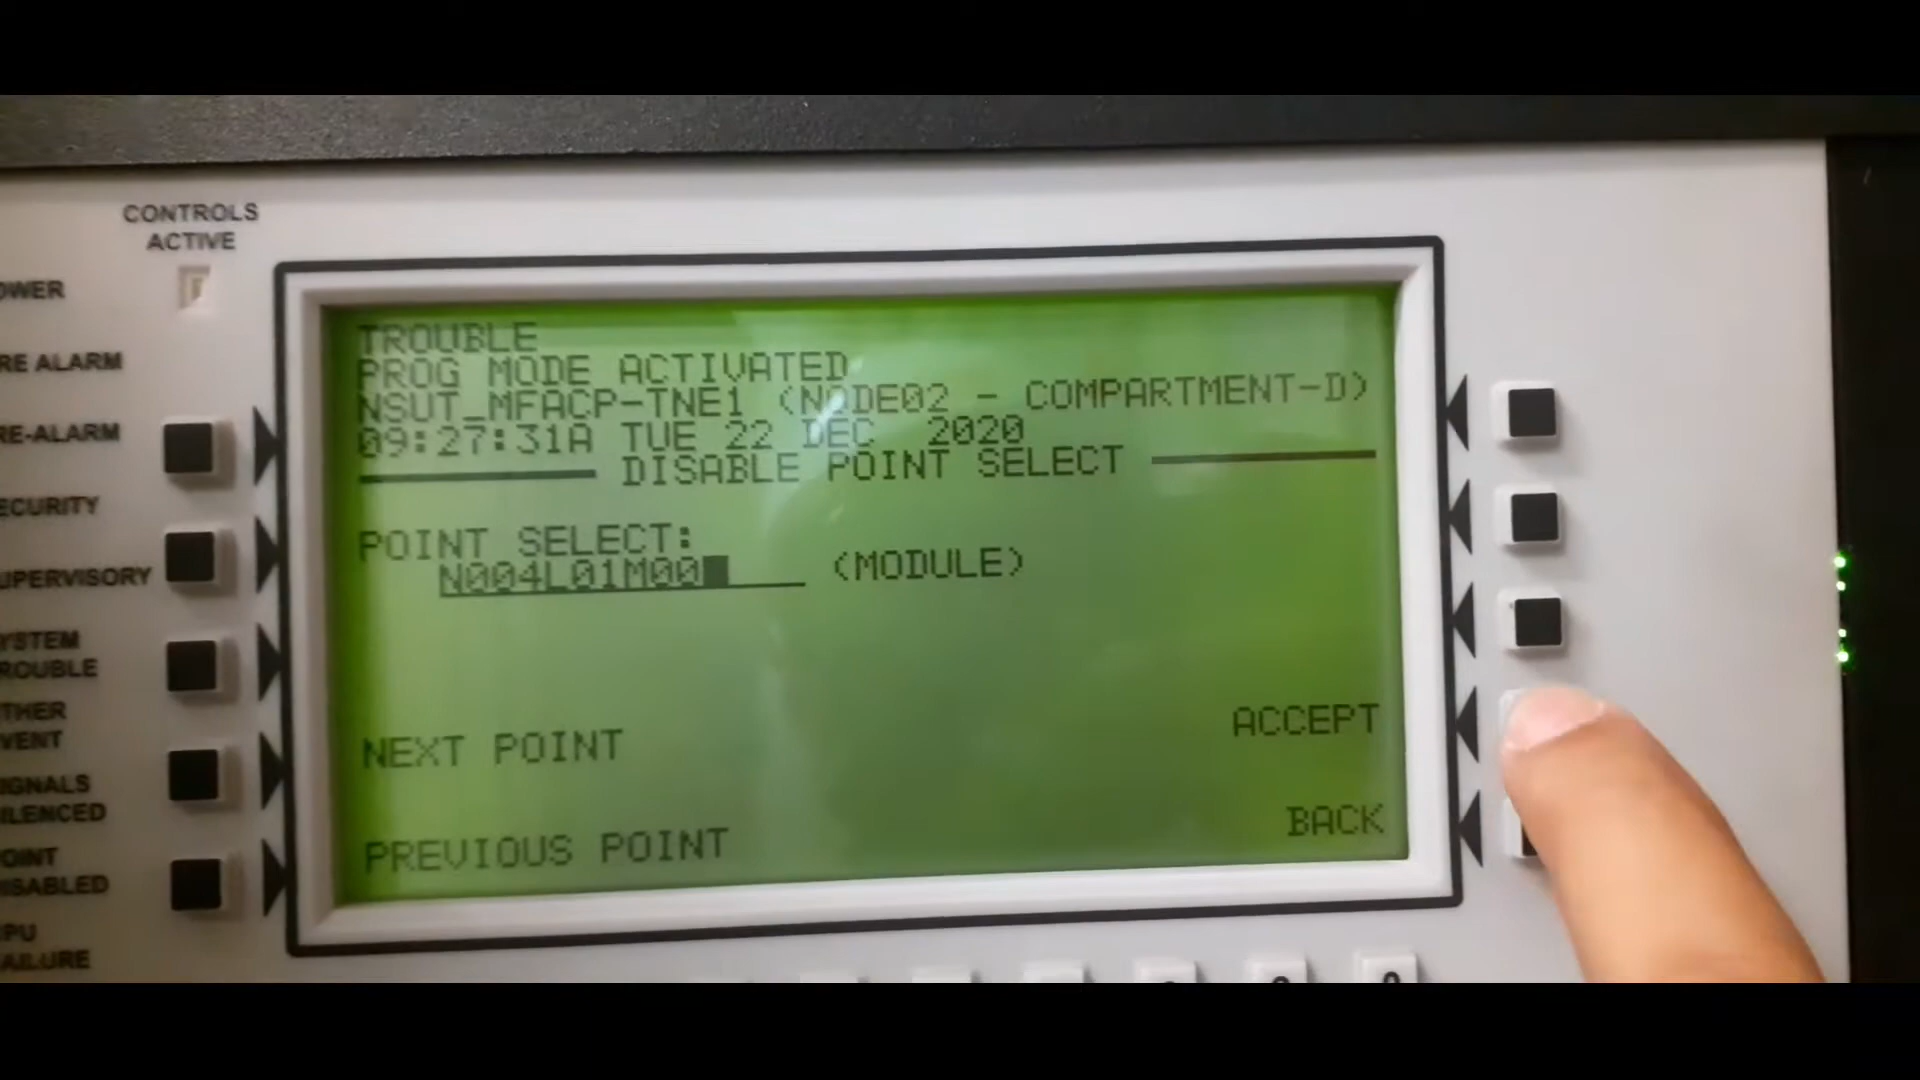 CONTROLS
ACTIVE
OWER
RE ALARM
RE-ALARM
ECURITY
UPERVISORY
YSTEM
ROUBLE
THER
VENT
IGNALS
ILENCED
OINT
ISABLED
PU
AILURE
TROUBLE
PROG MODE ACTIVATED
NSUT_MFACP-TNE1 (NODE02 - COMPARTMENT-D)
09:27:31A TUE 22 DEC 2020
DISABLE POINT SELECT
POINT SELECT:
N004L01M00 (MODULE)
NEXT POINT
ACCEPT
PREVIOUS POINT
BACK